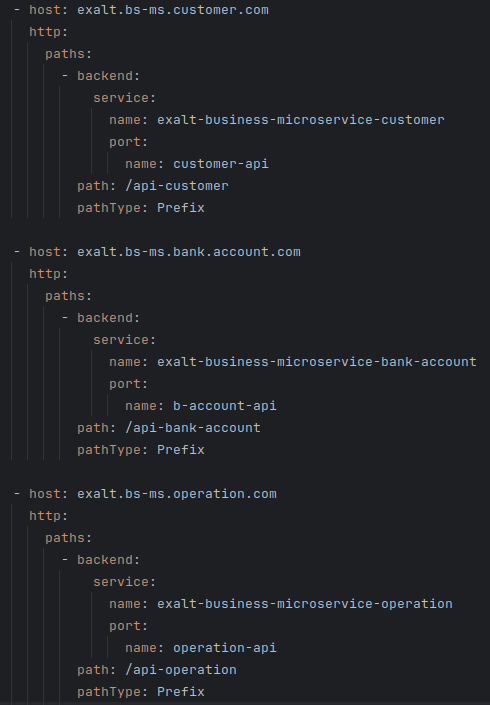 - host: exalt.bs-ms.customer.com
  http:
    paths:
      - backend:
          service:
            name: exalt-business-microservice-customer
            port:
              name: customer-api
        path: /api-customer
        pathType: Prefix

- host: exalt.bs-ms.bank.account.com
  http:
    paths:
      - backend:
          service:
            name: exalt-business-microservice-bank-account
            port:
              name: b-account-api
        path: /api-bank-account
        pathType: Prefix

- host: exalt.bs-ms.operation.com
  http:
    paths:
      - backend:
          service:
            name: exalt-business-microservice-operation
            port:
              name: operation-api
        path: /api-operation
        pathType: Prefix